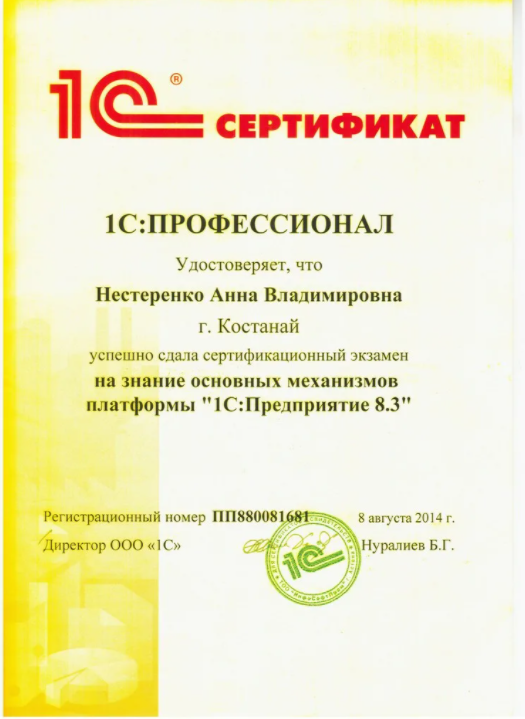 1С® СЕРТИФИКАТ
1С:ПРОФЕССИОНАЛ
Удостоверяет, что
Нестеренко Анна Владимировна
г. Костанай
успешно сдала сертификационный экзамен
на знание основных механизмов
платформы "1С:Предприятие 8.3"
Регистрационный номер ПП880081681
8 августа 2014 г.
Директор ООО «1С»
Нуралиев Б.Г.
1С